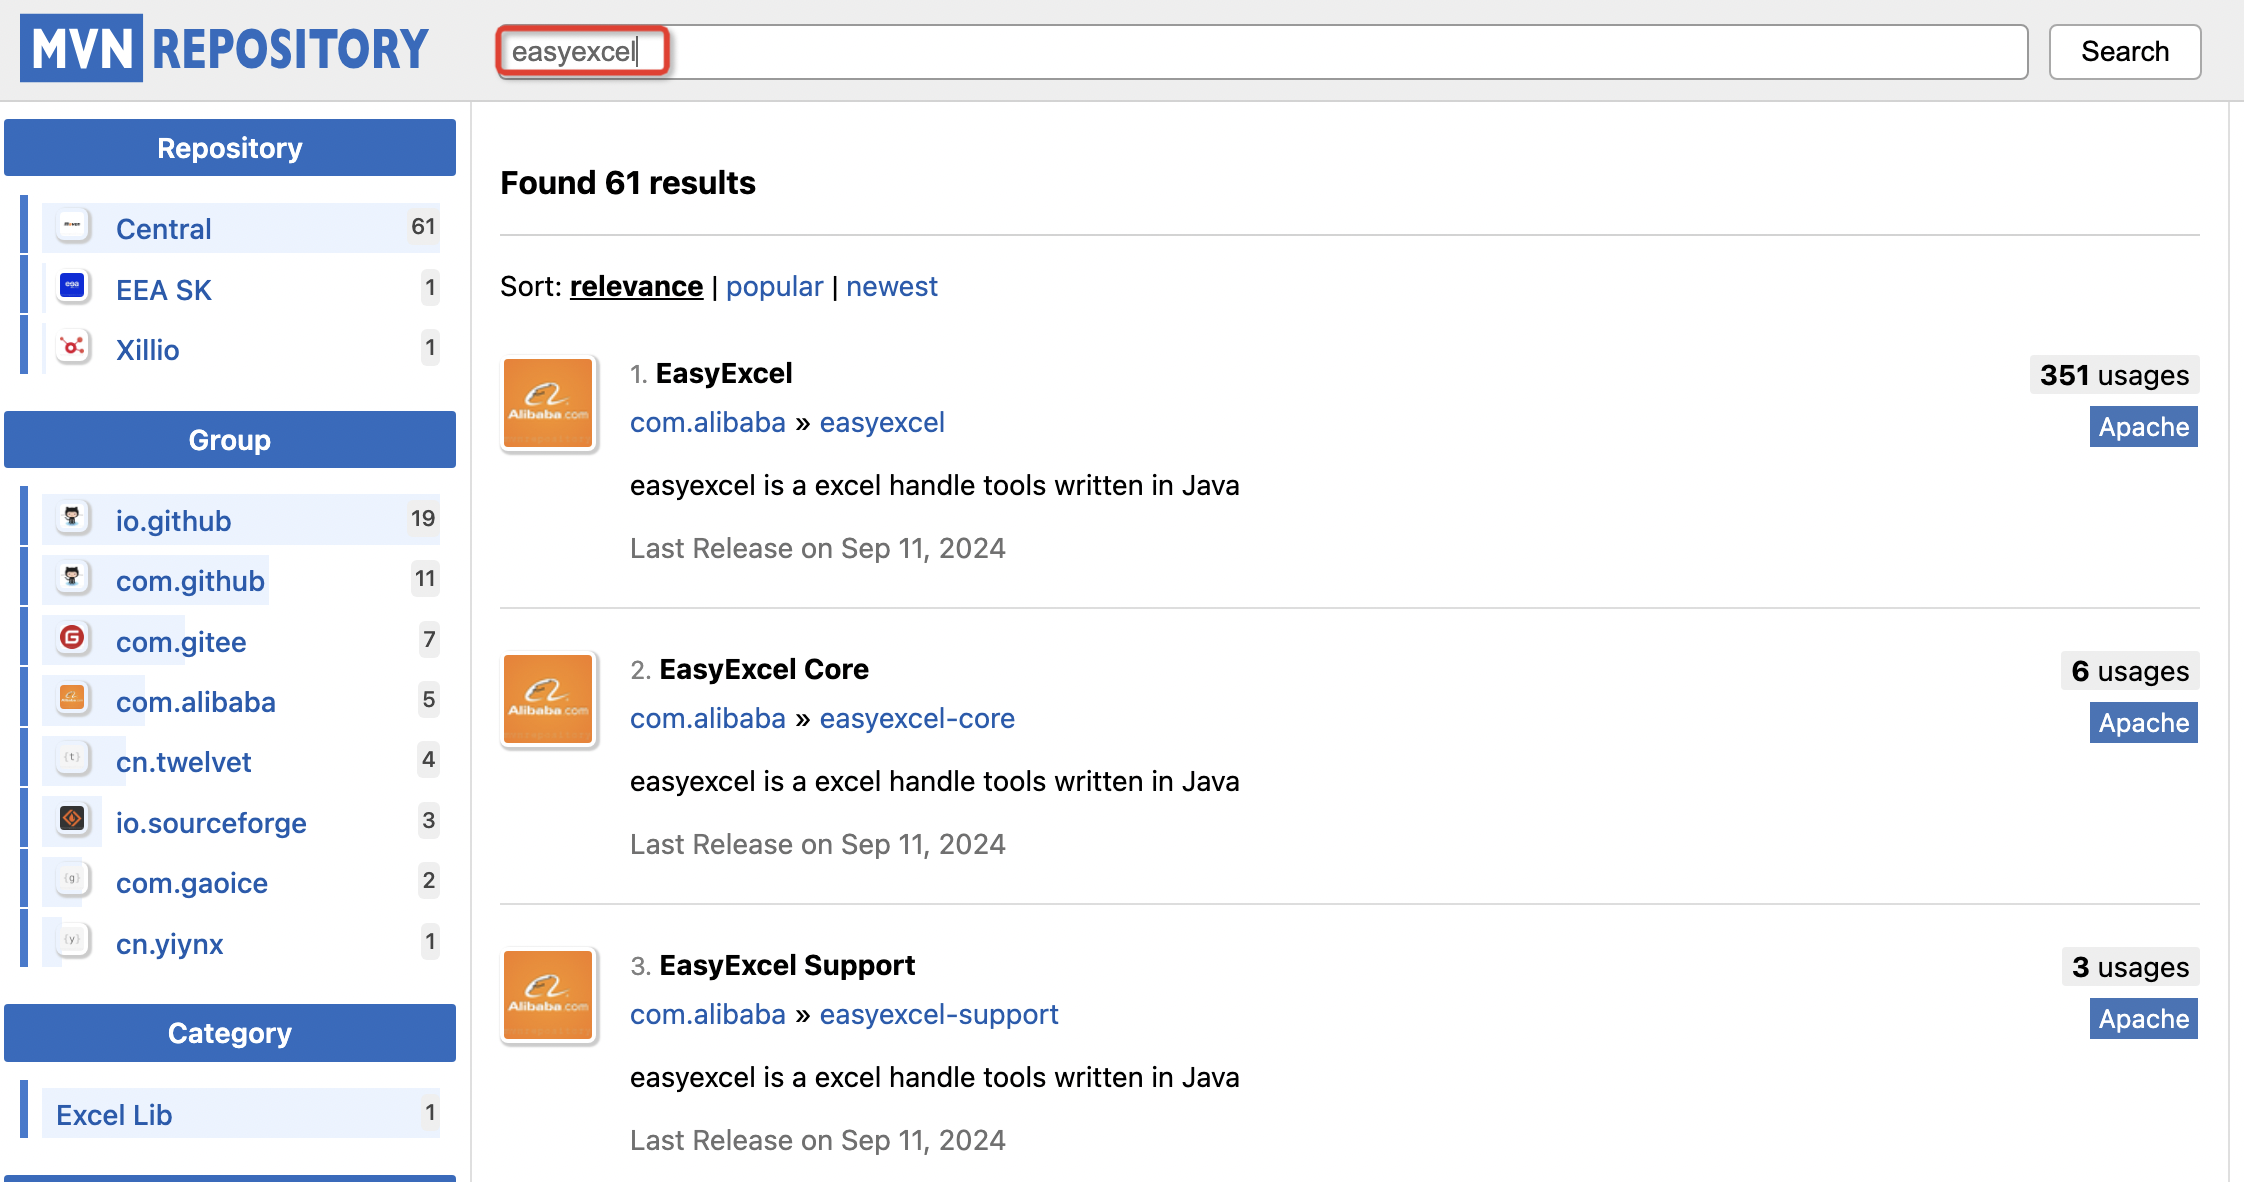 MVN REPOSITORY
easyexcel
Search
Repository
Central 61
EEA SK 1
Xillio 1
Group
io.github 19
com.github 11
com.gitee 7
com.alibaba 5
cn.twelvet 4
io.sourceforge 3
com.gaoice 2
cn.yiynx 1
Category
Excel Lib 1
Found 61 results
Sort: relevance | popular | newest
Alibaba.com
1. EasyExcel
351 usages
com.alibaba » easyexcel
Apache
easyexcel is a excel handle tools written in Java
Last Release on Sep 11, 2024
Alibaba.com
2. EasyExcel Core
6 usages
com.alibaba » easyexcel-core
Apache
easyexcel is a excel handle tools written in Java
Last Release on Sep 11, 2024
Alibaba.com
3. EasyExcel Support
3 usages
com.alibaba » easyexcel-support
Apache
easyexcel is a excel handle tools written in Java
Last Release on Sep 11, 2024